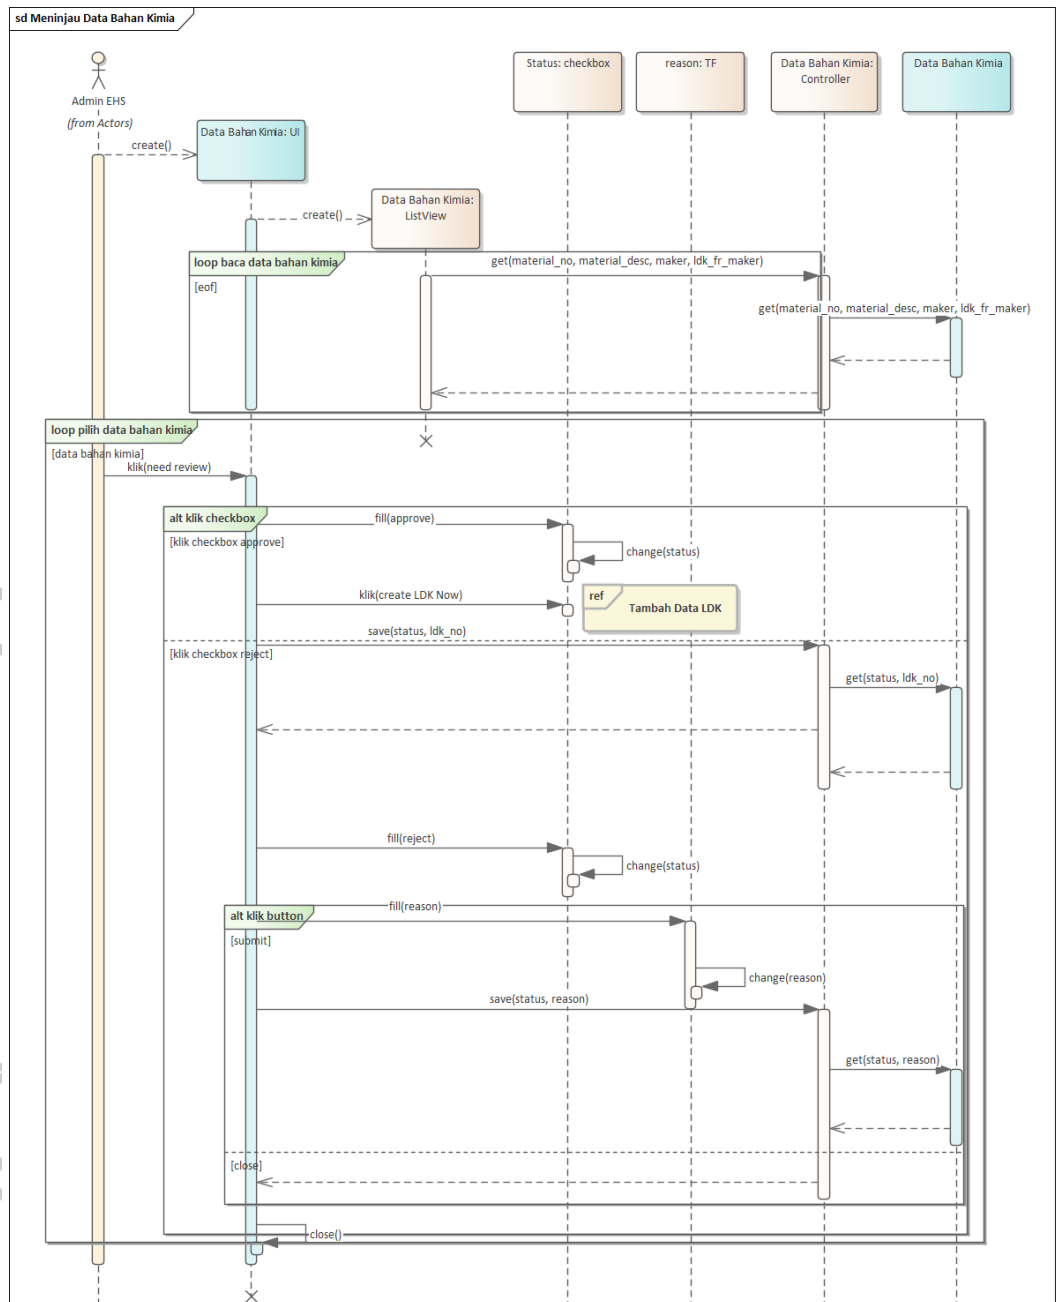 sd Meninjau Data Bahan Kimia
Status: checkbox
reason: TF
Data Bahan Kimia:
Controller
Data Bahan Kimia
Admin EHS
(from Actors)
create()
Data Bahan Kimia: UI
create()
Data Bahan Kimia:
ListView
loop baca data bahan kimia
[eof]
get(material_no, material_desc, maker, ldk_fr_maker)
get(material_no, material_desc, maker, ldk_fr_maker)
loop pilih data bahan kimia
[data bahan kimia]
klik(need review)
alt klik checkbox
[klik checkbox approve]
fill(approve)
change(status)
klik(create LDK Now)
ref
Tambah Data LDK
save(status, ldk_no)
[klik checkbox reject]
get(status, ldk_no)
fill(reject)
change(status)
alt klik button
[submit]
fill(reason)
change(reason)
save(status, reason)
get(status, reason)
[close]
close()